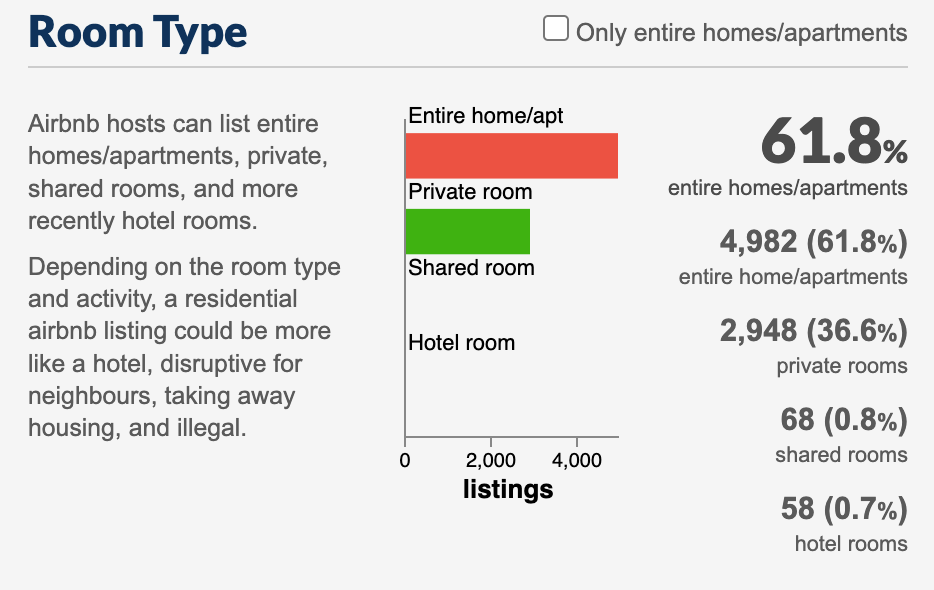 Room Type
Only entire homes/apartments
Airbnb hosts can list entire
homes/apartments, private,
shared rooms, and more
recently hotel rooms.
Depending on the room type
and activity, a residential
airbnb listing could be more
like a hotel, disruptive for
neighbours, taking away
housing, and illegal.
Entire home/apt
Private room
Shared room
Hotel room
0 2,000 4,000
listings
61.8%
entire homes/apartments
4,982 (61.8%)
entire home/apartments
2,948 (36.6%)
private rooms
68 (0.8%)
shared rooms
58 (0.7%)
hotel rooms